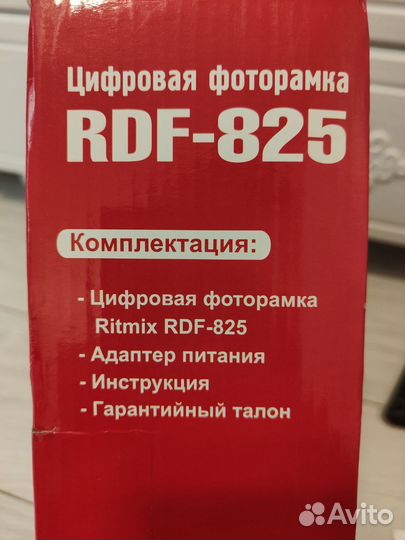 Цифровая фоторамка
RDF-825
Комплектация:
- Цифровая фоторамка
Ritmix RDF-825
- Адаптер питания
- Инструкция
- Гарантийный талон
Avito